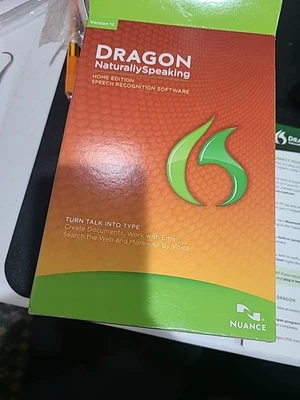 Version 12
DRAGON
NaturallySpeaking
HOME EDITION
SPEECH RECOGNITION SOFTWARE
TURN TALK INTO TYPE
Create Documents, Work with Email,
Search the Web and More—All By Voice
NUANCE